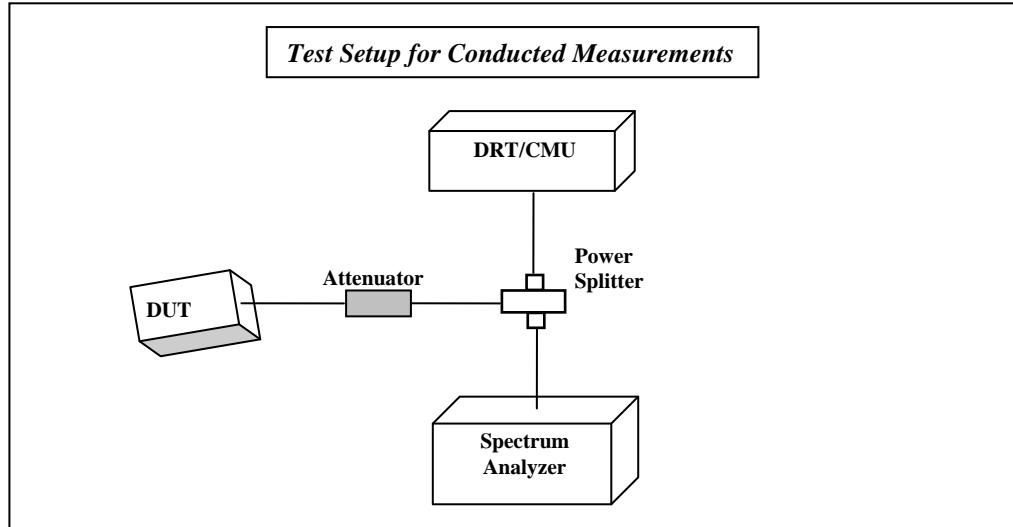 Test Setup for Conducted Measurements
DRT/CMU
Power
Splitter
Attenuator
DUT
Spectrum
Analyzer